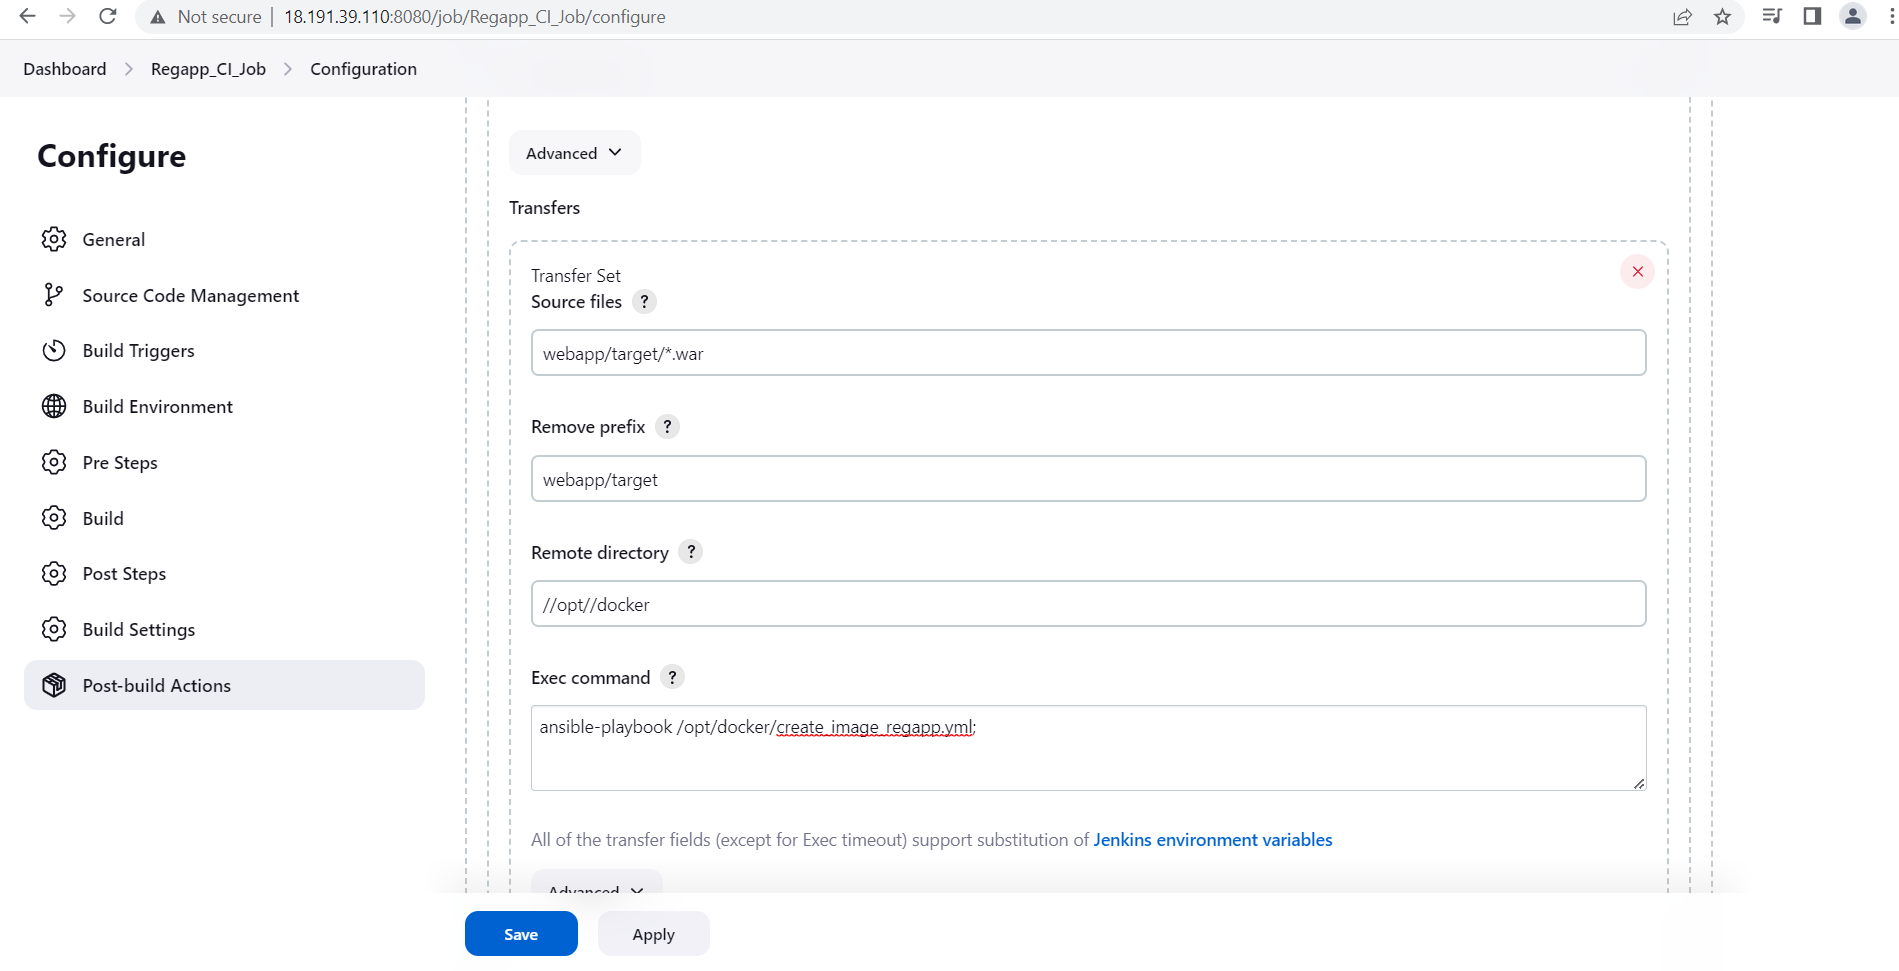 Not secure | 18.191.39.110:8080/job/Regapp_CI_Job/configure
Dashboard > Regapp_CI_Job > Configuration
Configure
General
Source Code Management
Build Triggers
Build Environment
Pre Steps
Build
Post Steps
Build Settings
Post-build Actions
Advanced
Transfers
Transfer Set
Source files ?
webapp/target/*.war
Remove prefix ?
webapp/target
Remote directory ?
//opt//docker
Exec command ?
ansible-playbook /opt/docker/create_image_regapp.yml;
All of the transfer fields (except for Exec timeout) support substitution of Jenkins environment variables
Advanced
Save
Apply